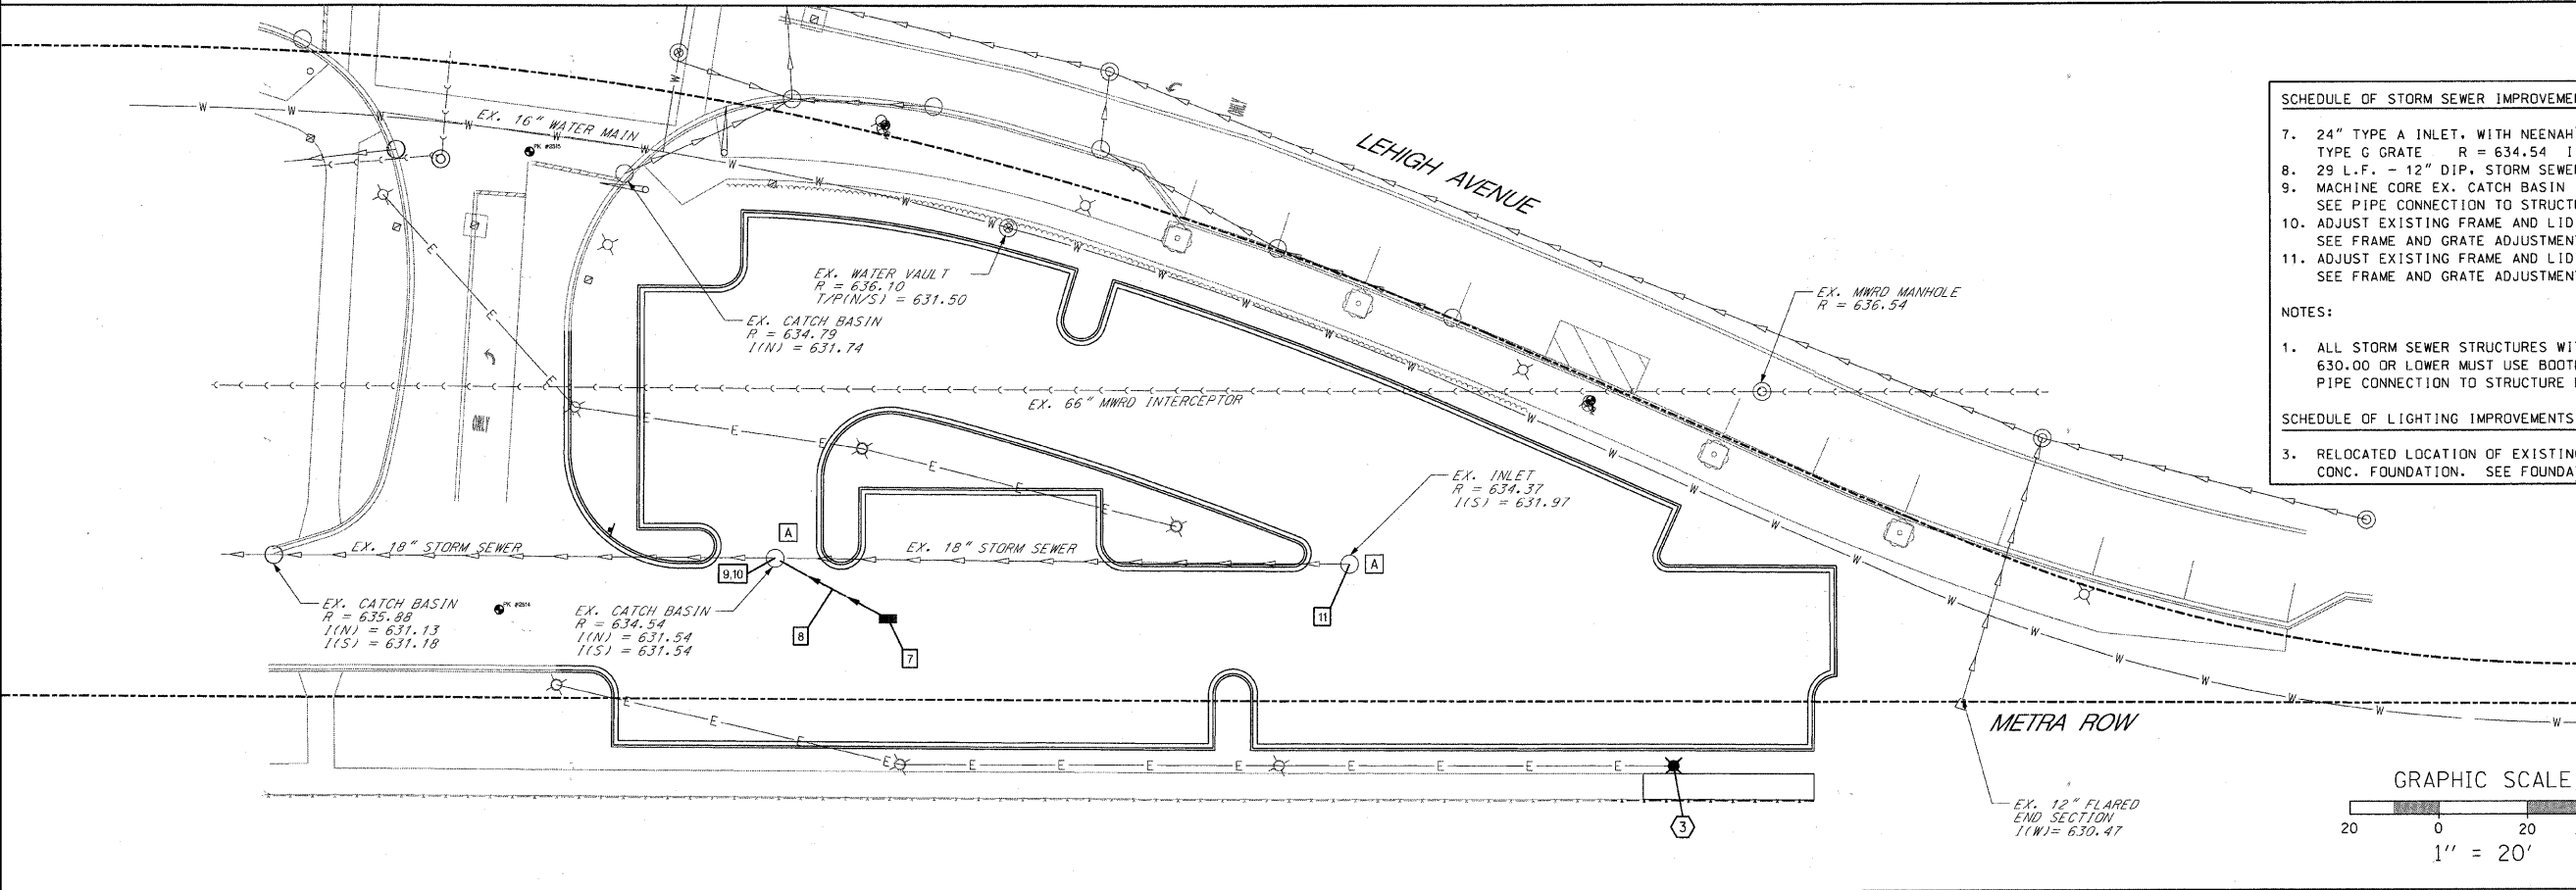 EX. 16" WATER MAIN
PK #2315
ONLY
LEHIGH AVENUE
EX. WATER VAULT
R = 636.10
T/P(N/S) = 631.50
EX. CATCH BASIN
R = 634.79
I(N) = 631.74
EX. MWRD MANHOLE
R = 636.54
EX. 66" MWRD INTERCEPTOR
ONLY
EX. INLET
R = 634.37
I(S) = 631.97
EX. 18" STORM SEWER
A
EX. 18" STORM SEWER
A
9,10
EX. CATCH BASIN
R = 635.88
I(N) = 631.13
I(S) = 631.18
PK #2314
EX. CATCH BASIN
R = 634.54
I(N) = 631.54
I(S) = 631.54
8
7
11
METRA ROW
3
EX. 12" FLARED
END SECTION
I(W)= 630.47
SCHEDULE OF STORM SEWER IMPROVEME
7. 24" TYPE A INLET, WITH NEENAH
TYPE G GRATE R = 634.54 I
8. 29 L.F. - 12" DIP, STORM SEWE
9. MACHINE CORE EX. CATCH BASIN
SEE PIPE CONNECTION TO STRUCT
10. ADJUST EXISTING FRAME AND LID
SEE FRAME AND GRATE ADJUSTMEN
11. ADJUST EXISTING FRAME AND LID
SEE FRAME AND GRATE ADJUSTMEN
NOTES:
1. ALL STORM SEWER STRUCTURES WI
630.00 OR LOWER MUST USE BOOT
PIPE CONNECTION TO STRUCTURE
SCHEDULE OF LIGHTING IMPROVEMENTS
3. RELOCATED LOCATION OF EXISTIN
CONC. FOUNDATION. SEE FOUNDA
GRAPHIC SCALE
20 0 20
1" = 20'